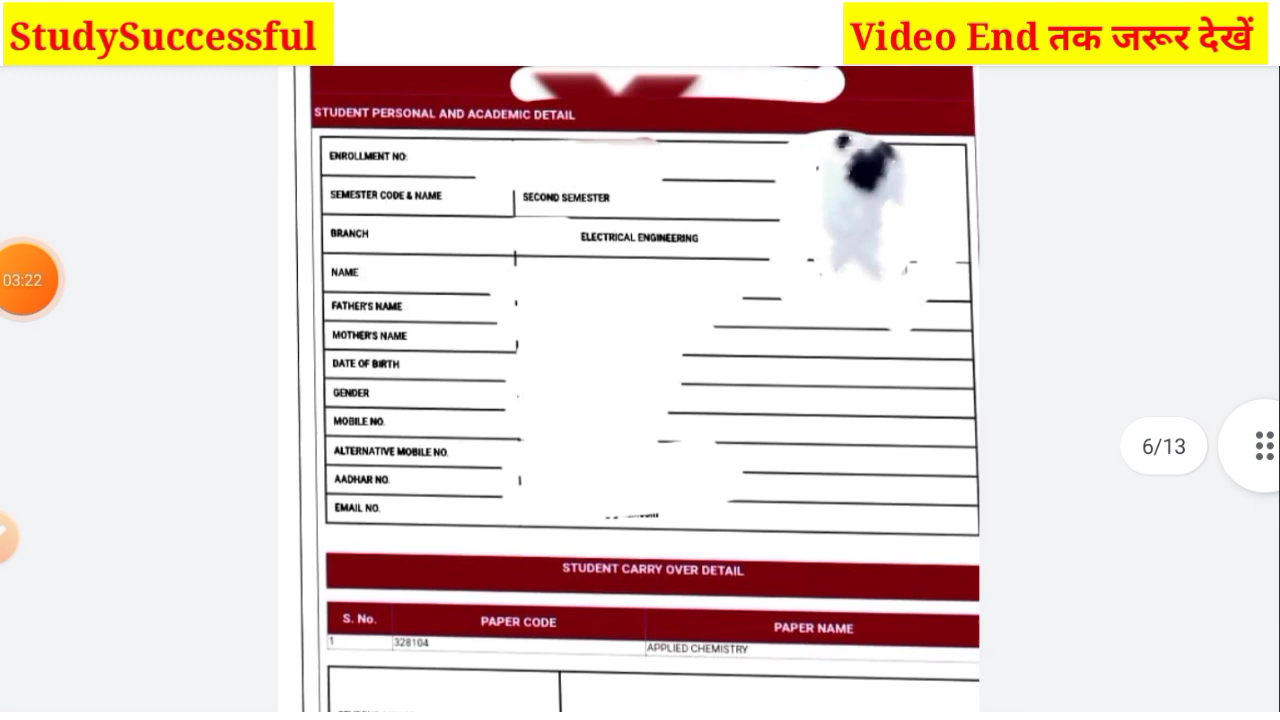 StudySuccessful
Video End तक जरूर देखें
STUDENT PERSONAL AND ACADEMIC DETAIL
ENROLLMENT NO:
SEMESTER CODE & NAME SECOND SEMESTER
BRANCH ELECTRICAL ENGINEERING
03:22
NAME
FATHER'S NAME
MOTHER'S NAME
DATE OF BIRTH
GENDER
MOBILE NO.
6/13
ALTERNATIVE MOBILE NO.
AADHAR NO.
EMAIL NO.
STUDENT CARRY OVER DETAIL
S. No. PAPER CODE PAPER NAME
1 328104 APPLIED CHEMISTRY